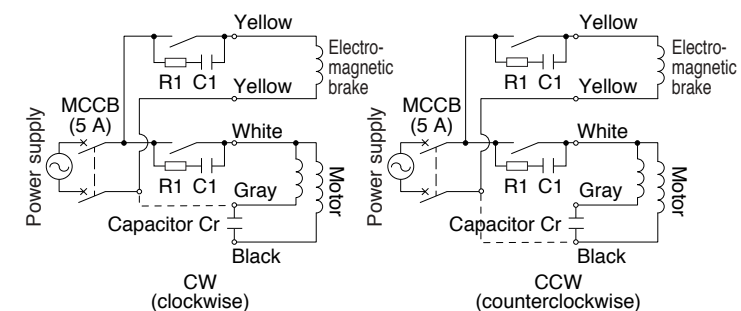 Yellow
Electro-
magnetic
brake
R1 C1
Yellow
MCCB
(5 A)
White
Power supply
R1 C1
Motor
Gray
Capacitor Cr
Black
CW
(clockwise)
Yellow
Electro-
magnetic
brake
R1 C1
Yellow
MCCB
(5 A)
White
Power supply
R1 C1
Motor
Gray
Capacitor Cr
Black
CCW
(counterclockwise)